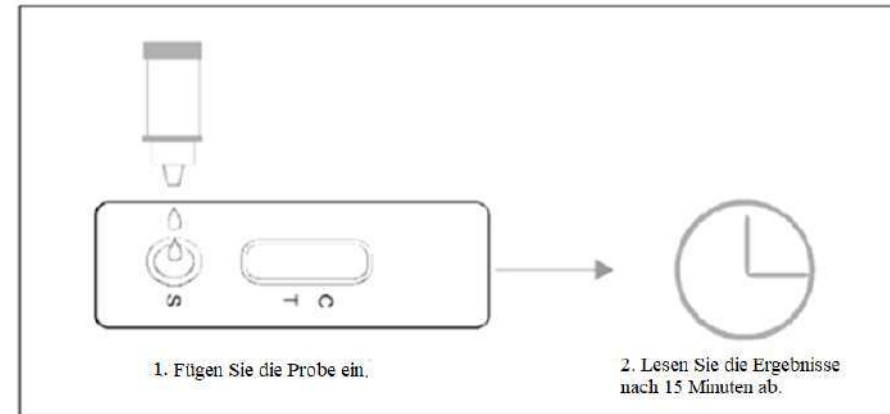 S
T C
1. Fügen Sie die Probe ein.
2. Lesen Sie die Ergebnisse
nach 15 Minuten ab.